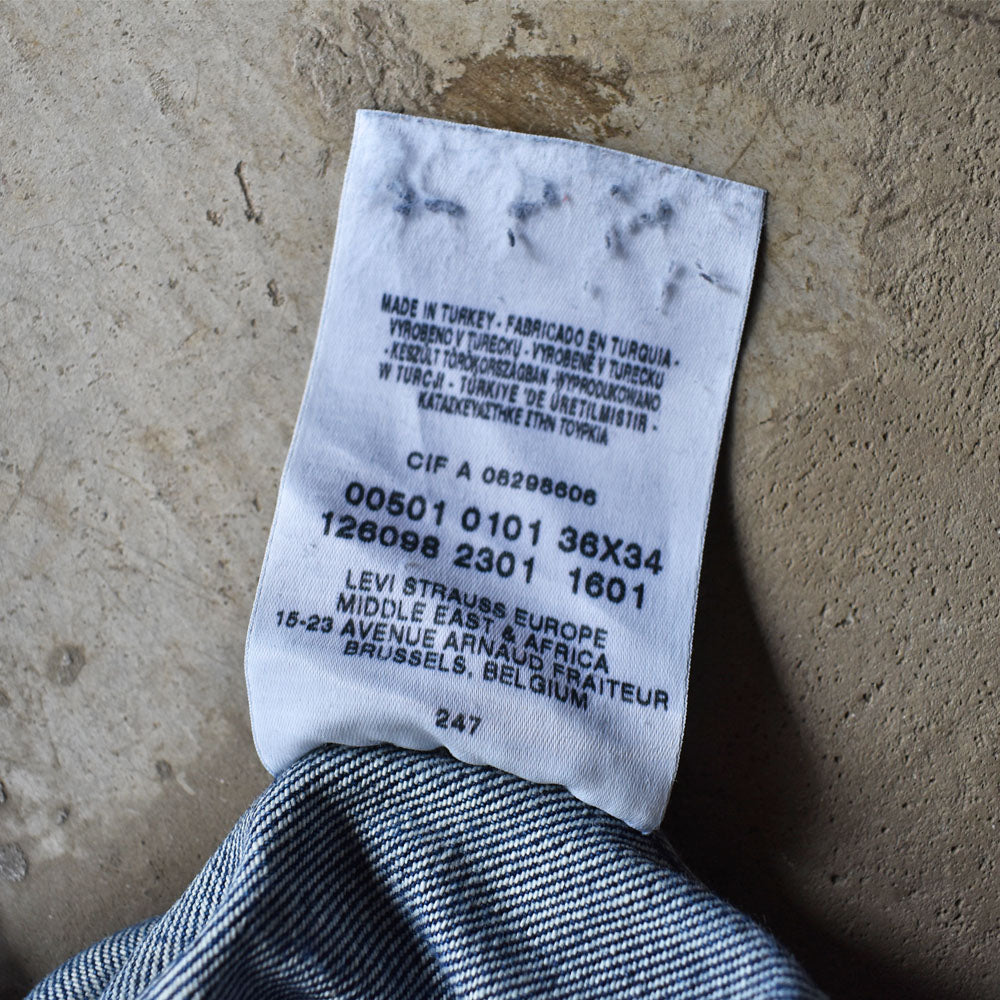 MADE IN TURKEY - FABRICADO EN TURQUIA -
VYROBENO V TURECKU - VYROBENÉ V TURECKU
- KÉSZÜLT TÖRÖKORSZÁGBAN -WYPRODUKOWANO
W TURCJI - TÜRKIYE 'DE ÜRETILMISTIR -
ΚΑΤΑΣΚΕΥΑΖΤΗΚΕ ΣΤΗΝ ΤΟΥΡΚΙΑ
CIF A 08298606
00501 0101 36X34
126098 2301 1601
LEVI STRAUSS EUROPE
MIDDLE EAST & AFRICA
15-23 AVENUE ARNAUD FRAITEUR
BRUSSELS, BELGIUM
247